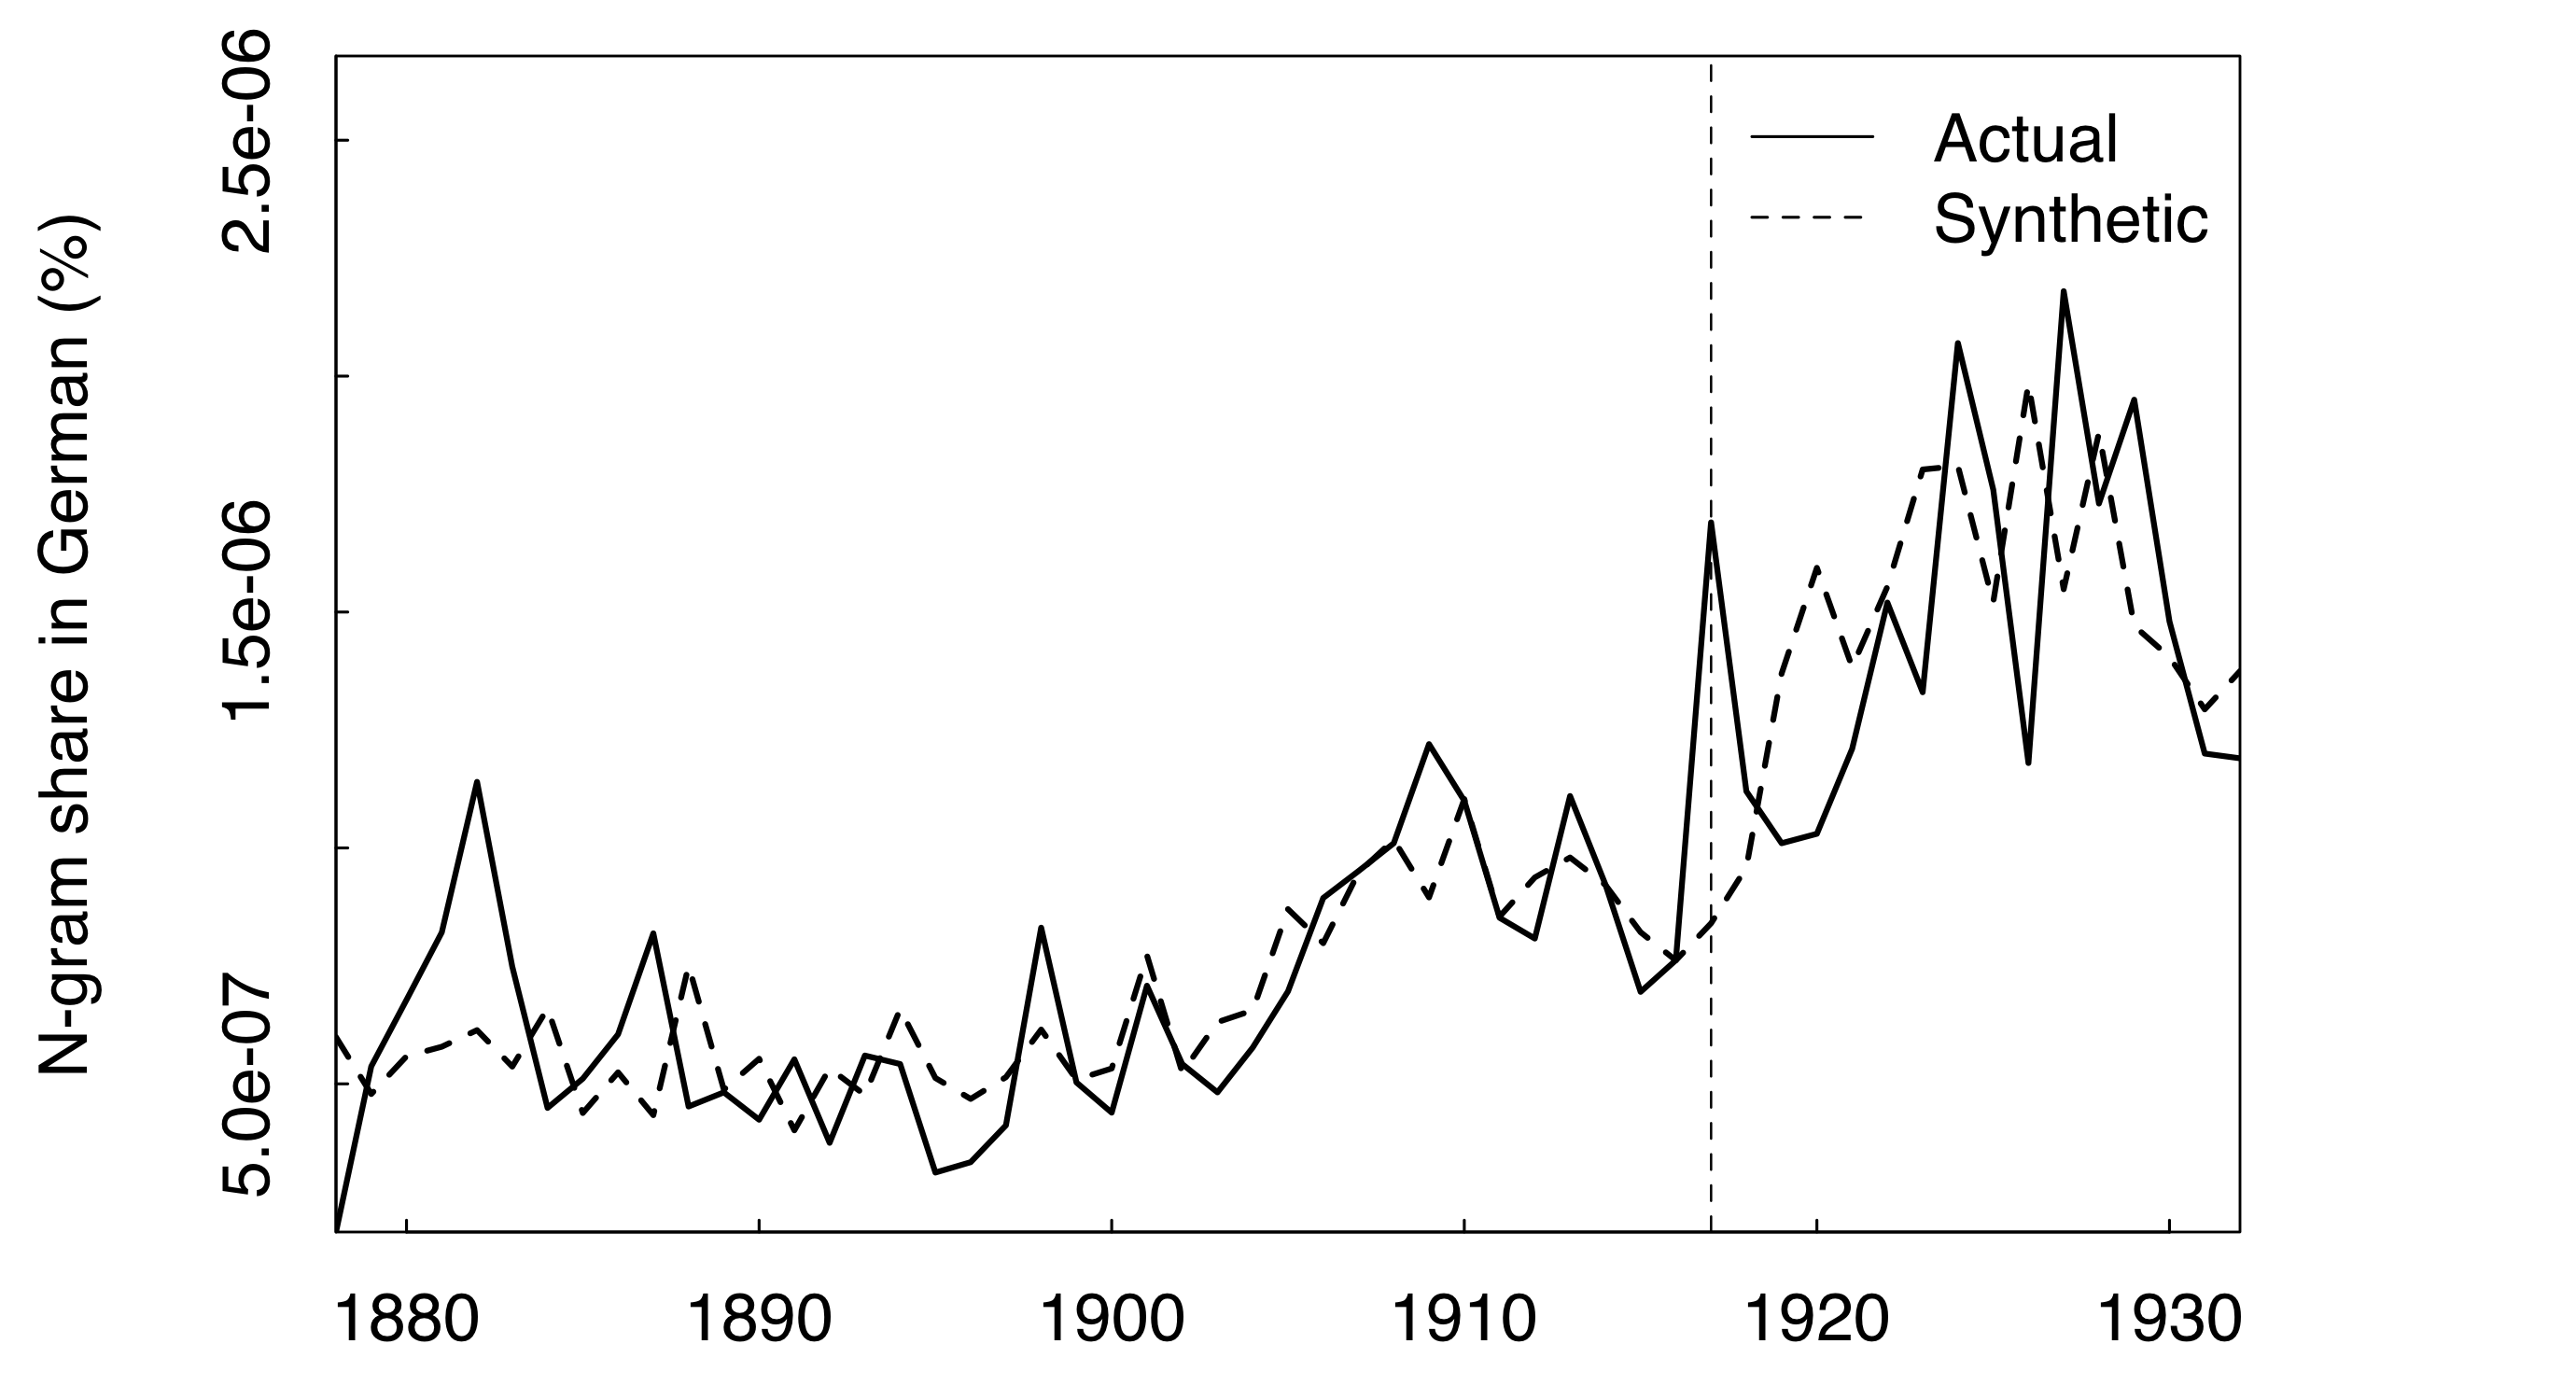 N-gram share in German (%)
2.5e-06
1.5e-06
5.0e-07
Actual
Synthetic
1880 1890 1900 1910 1920 1930